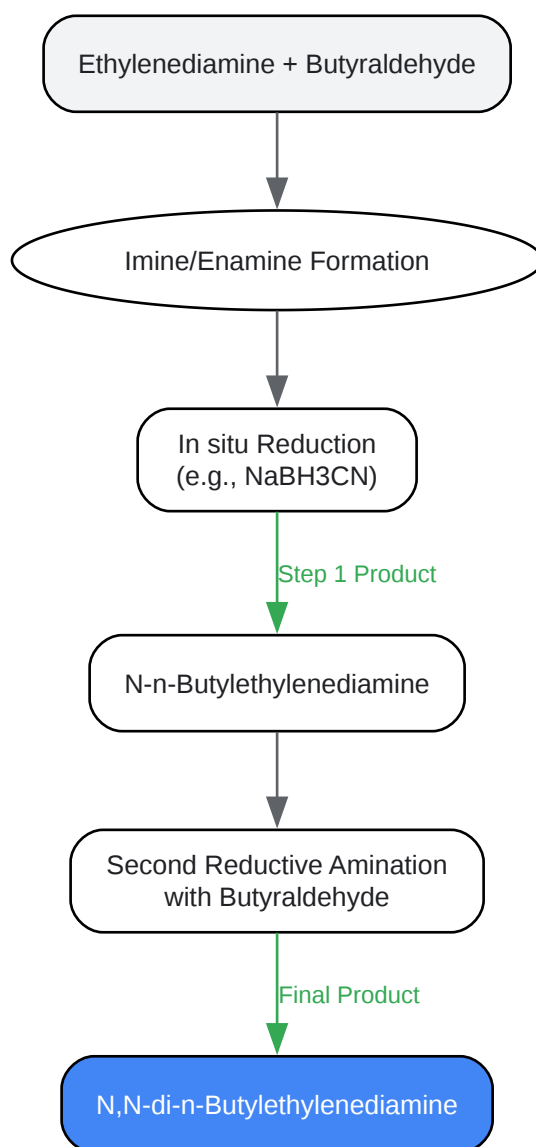 Ethylenediamine + Butyraldehyde
Imine/Enamine Formation
In situ Reduction
(e.g., NaBH3CN)
Step 1 Product
N-n-Butylethylenediamine
Second Reductive Amination
with Butyraldehyde
Final Product
N,N-di-n-Butylethylenediamine